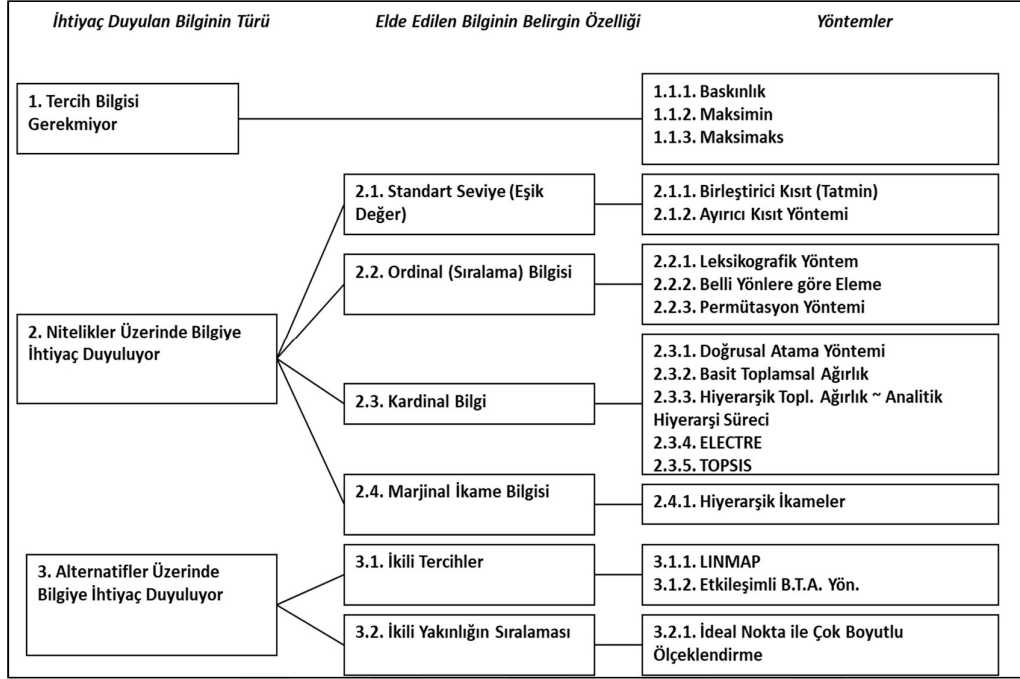 İhtiyaç Duyulan Bilginin Türü
Elde Edilen Bilginin Belirgin Özelliği
Yöntemler
1. Tercih Bilgisi
Gerekmiyor
1.1.1. Baskınlık
1.1.2. Maksimin
1.1.3. Maksimaks
2. Nitelikler Üzerinde Bilgiye
İhtiyaç Duyuluyor
2.1. Standart Seviye (Eşik
Değer)
2.1.1. Birleştirici Kısıt (Tatmin)
2.1.2. Ayırıcı Kısıt Yöntemi
2.2. Ordinal (Sıralama) Bilgisi
2.2.1. Leksikografik Yöntem
2.2.2. Belli Yönlere göre Eleme
2.2.3. Permütasyon Yöntemi
2.3. Kardinal Bilgi
2.3.1. Doğrusal Atama Yöntemi
2.3.2. Basit Toplamsal Ağırlık
2.3.3. Hiyerarşik Topl. Ağırlık ~ Analitik
Hiyerarşi Süreci
2.3.4. ELECTRE
2.3.5. TOPSIS
2.4. Marjinal İkame Bilgisi
2.4.1. Hiyerarşik İkameler
3. Alternatifler Üzerinde
Bilgiye İhtiyaç Duyuluyor
3.1. İkili Tercihler
3.1.1. LINMAP
3.1.2. Etkileşimli B.T.A. Yön.
3.2. İkili Yakınlığın Sıralaması
3.2.1. İdeal Nokta ile Çok Boyutlu
Ölçeklendirme